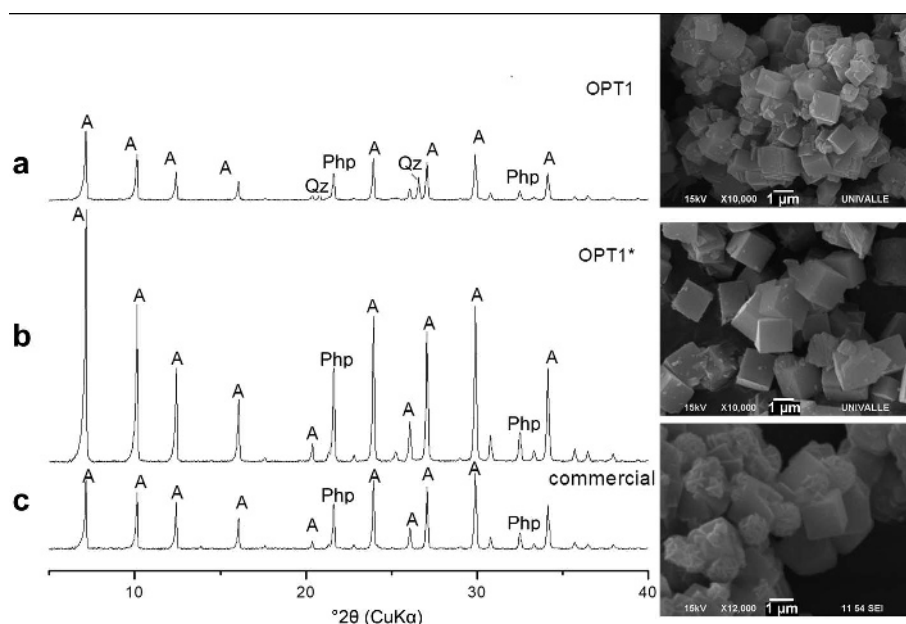 a
OPT1
A
A
A
A
Qz
Php
A
Qz
A
A
Php
A
15kV X10,000 1 μm UNIVALLE
b
OPT1*
A
A
A
A
A
Php
A
A
A
A
Php
A
15kV X10,000 1 μm UNIVALLE
c
commercial
A
A
A
A
A
Php
A
A
A
A
Php
15kV X12,000 1 μm 11 54 SEI
10 20 30 40
°2θ (CuKα)